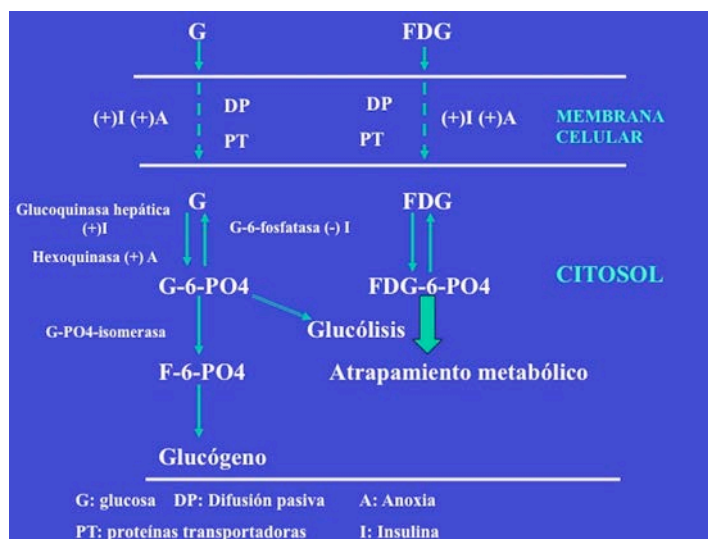 G FDG
(+)I (+)A DP DP (+)I (+)A MEMBRANA
PT PT CELULAR
G FDG
Glucoquinasa hepática
(+)I
G-6-fosfatasa (-) I
Hexoquinasa (+) A
CITOSOL
G-6-PO4 FDG-6-PO4
G-PO4-isomerasa
Glucólisis
F-6-PO4 Atrapamiento metabólico
Glucógeno
G: glucosa DP: Difusión pasiva A: Anoxia
PT: proteínas transportadoras I: Insulina